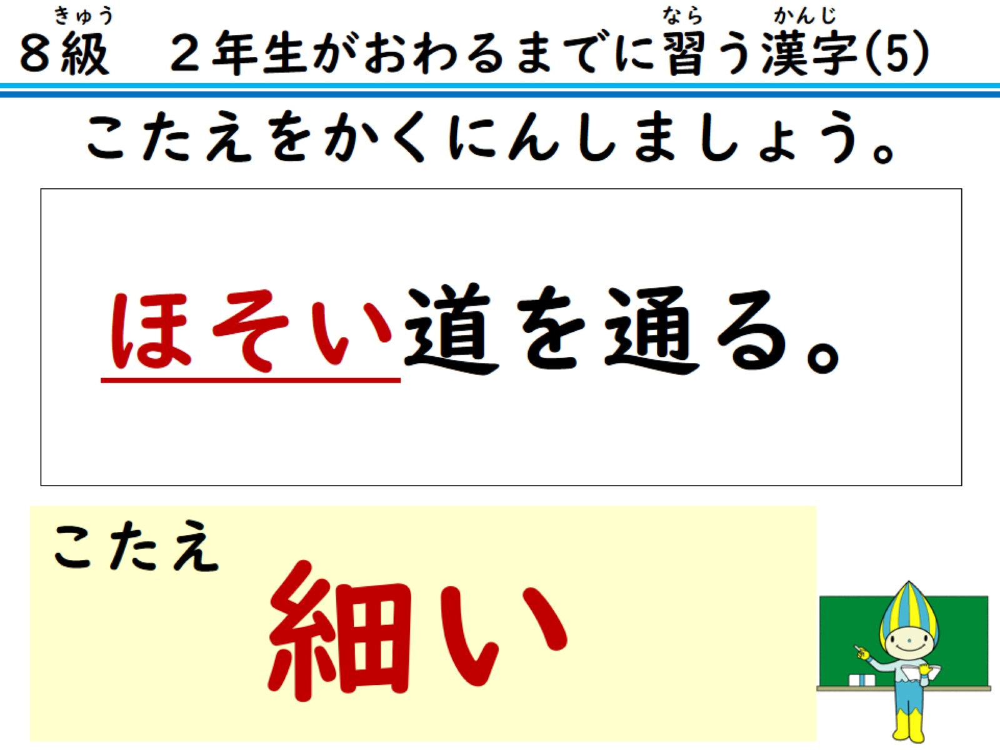 きゅう なら かんじ
８級　２年生がおわるまでに習う漢字(5)
こたえをかくにんしましょう。
ほそい道を通る。
こたえ
細い